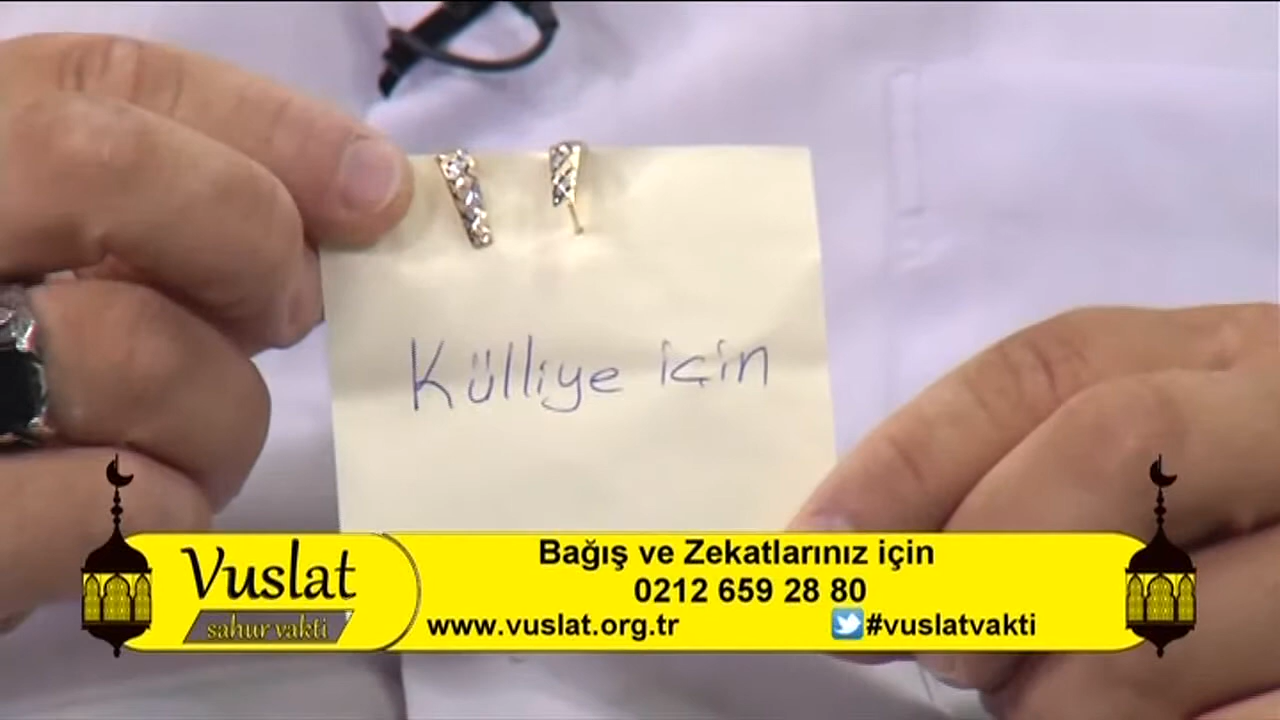 Külliye için
Vuslat
sahur vakti
Bağış ve Zekatlarınız için
0212 659 28 80
www.vuslat.org.tr
#vuslatvakti